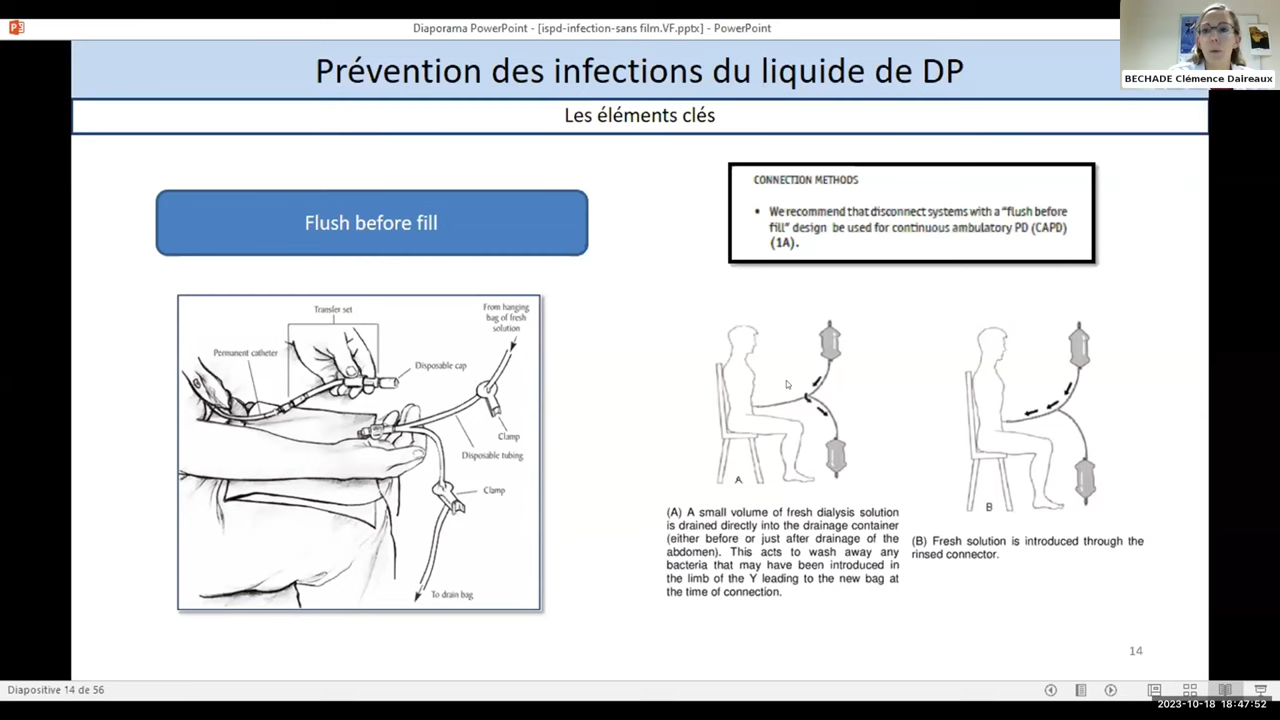 Diaporama PowerPoint - [ispd-infection-sans film.VF.pptx] - PowerPoint
BECHADE Clémence Daireaux
Prévention des infections du liquide de DP
Les éléments clés
Flush before fill
CONNECTION METHODS
• We recommend that disconnect systems with a "flush before
fill" design be used for continuous ambulatory PD (CAPD)
(1A).
Transfer set
From hanging
bag of fresh
solution
Permanent catheter
Disposable cap
Clamp
Disposable tubing
Clamp
To drain bag
A
(A) A small volume of fresh dialysis solution
is drained directly into the drainage container
(either before or just after drainage of the
abdomen). This acts to wash away any
bacteria that may have been introduced in
the limb of the Y leading to the new bag at
the time of connection.
B
(B) Fresh solution is introduced through the
rinsed connector.
14
Diapositive 14 de 56
2023-10-18 18:47:52